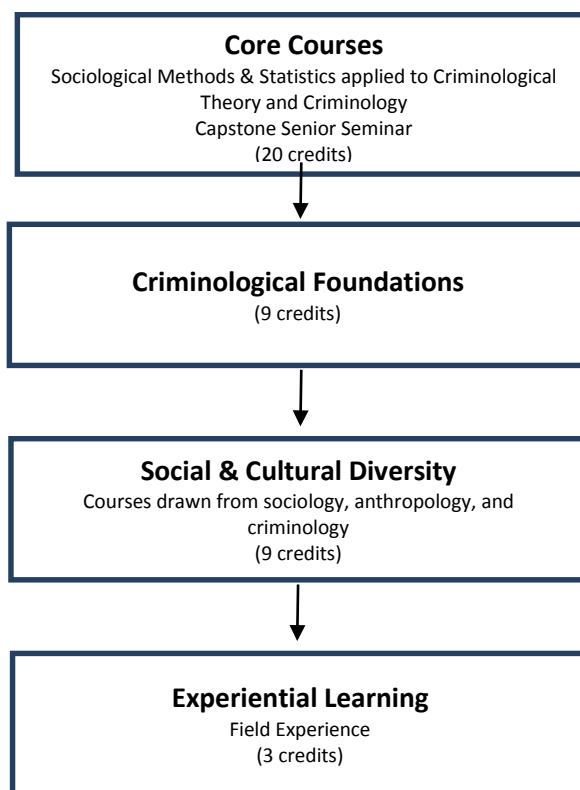 Core Courses
Sociological Methods & Statistics applied to Criminological
Theory and Criminology
Capstone Senior Seminar
(20 credits)
Criminological Foundations
(9 credits)
Social & Cultural Diversity
Courses drawn from sociology, anthropology, and
criminology
(9 credits)
Experiential Learning
Field Experience
(3 credits)